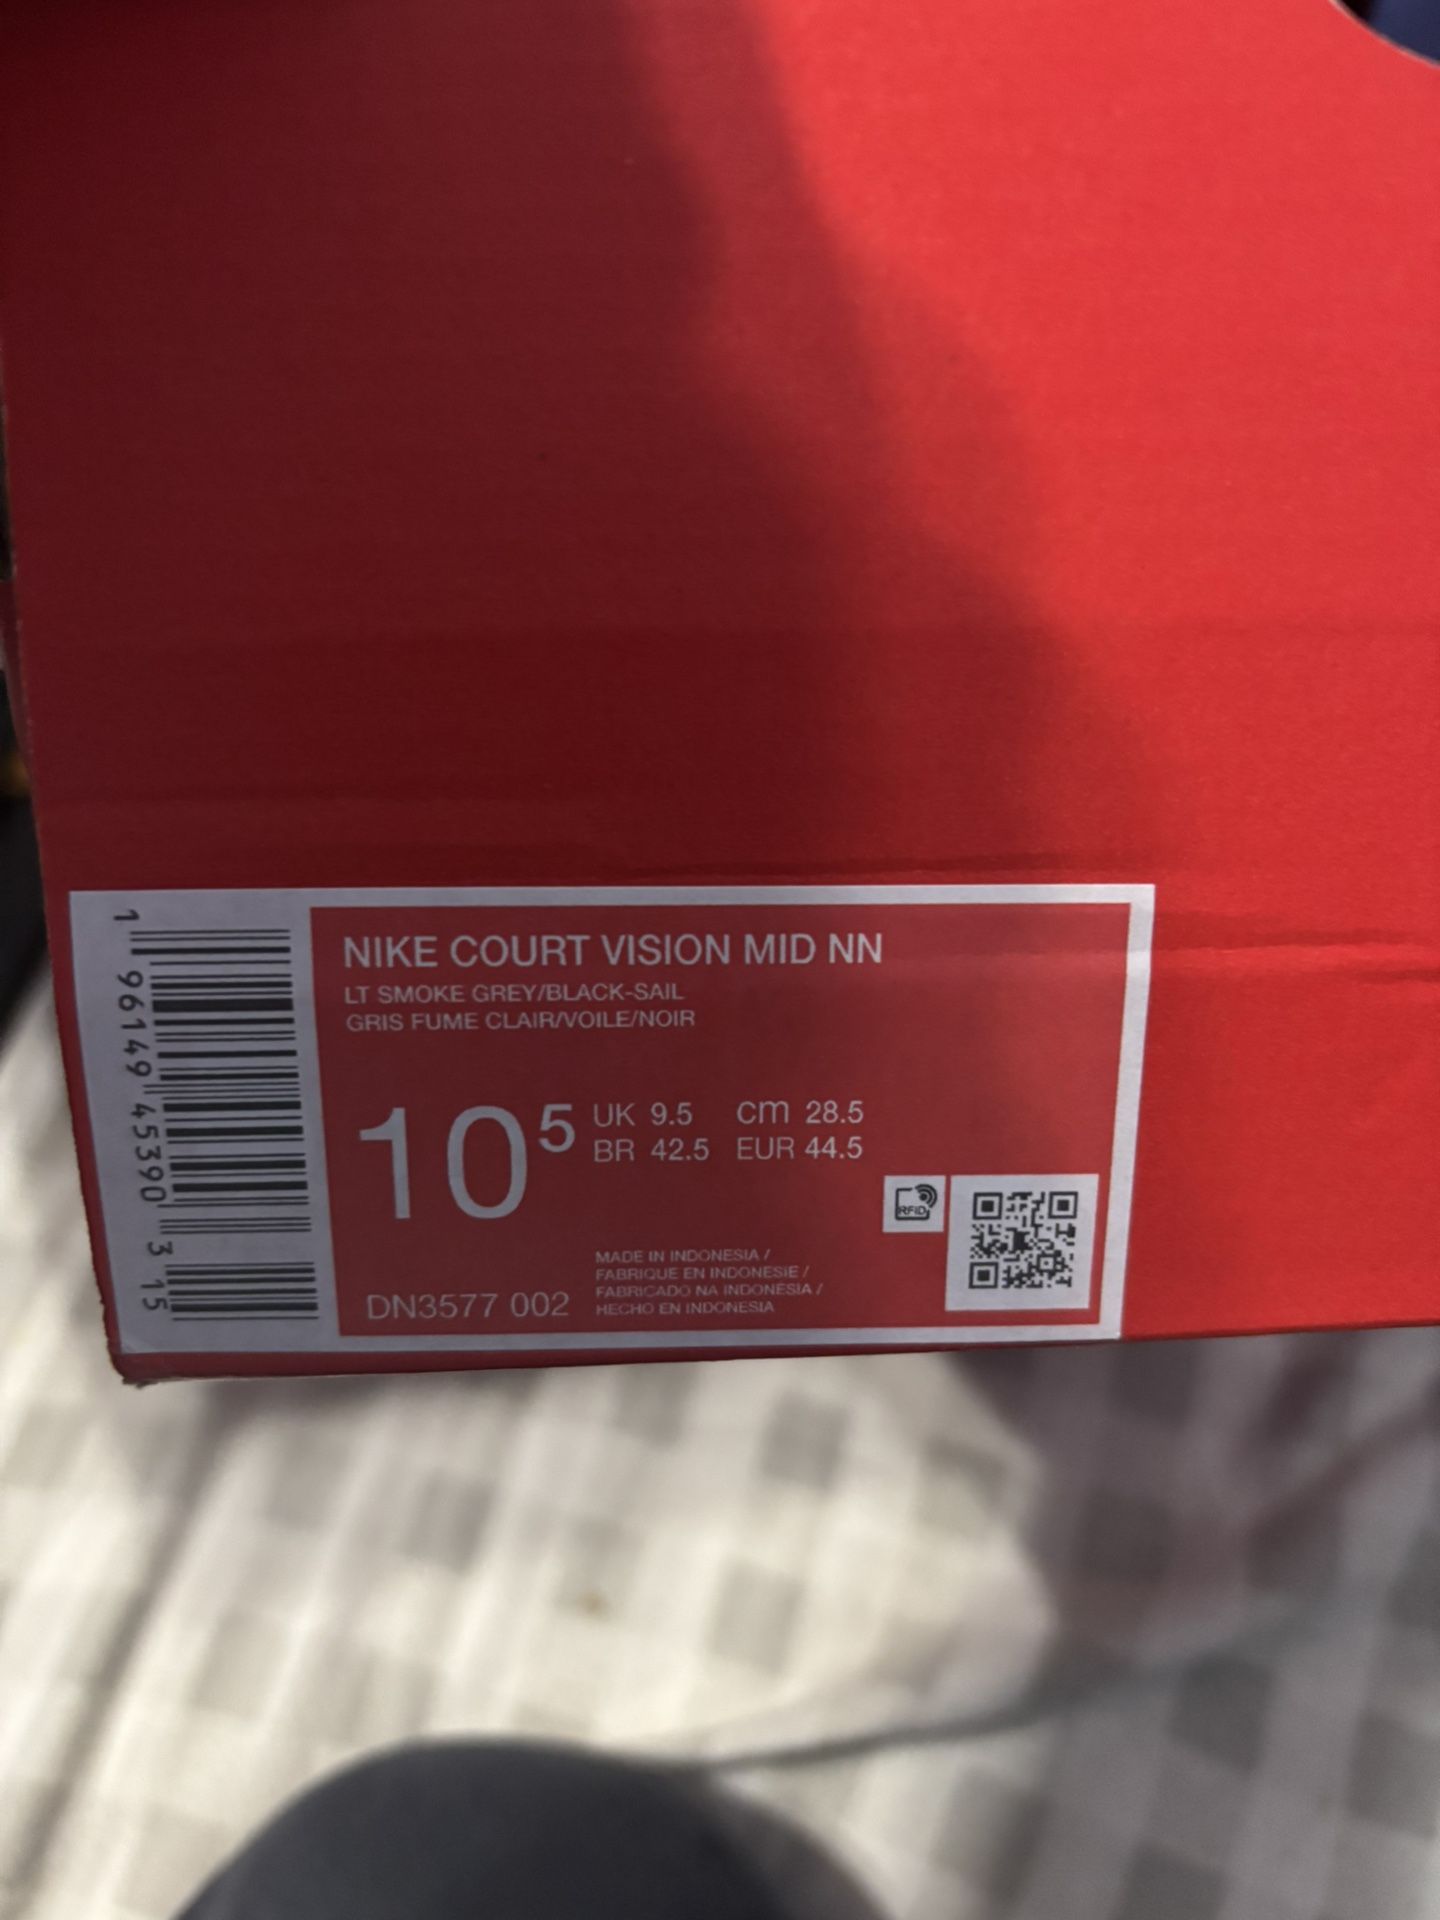 NIKE COURT VISION MID NN
LT SMOKE GREY/BLACK-SAIL
GRIS FUME CLAIR/VOILE/NOIR
10 5
UK 9.5 cm 28.5
BR 42.5 EUR 44.5
RFID
MADE IN INDONESIA /
FABRIQUE EN INDONESIE /
FABRICADO NA INDONÉSIA /
HECHO EN INDONESIA
DN3577 002
1 96149 45390 3 15